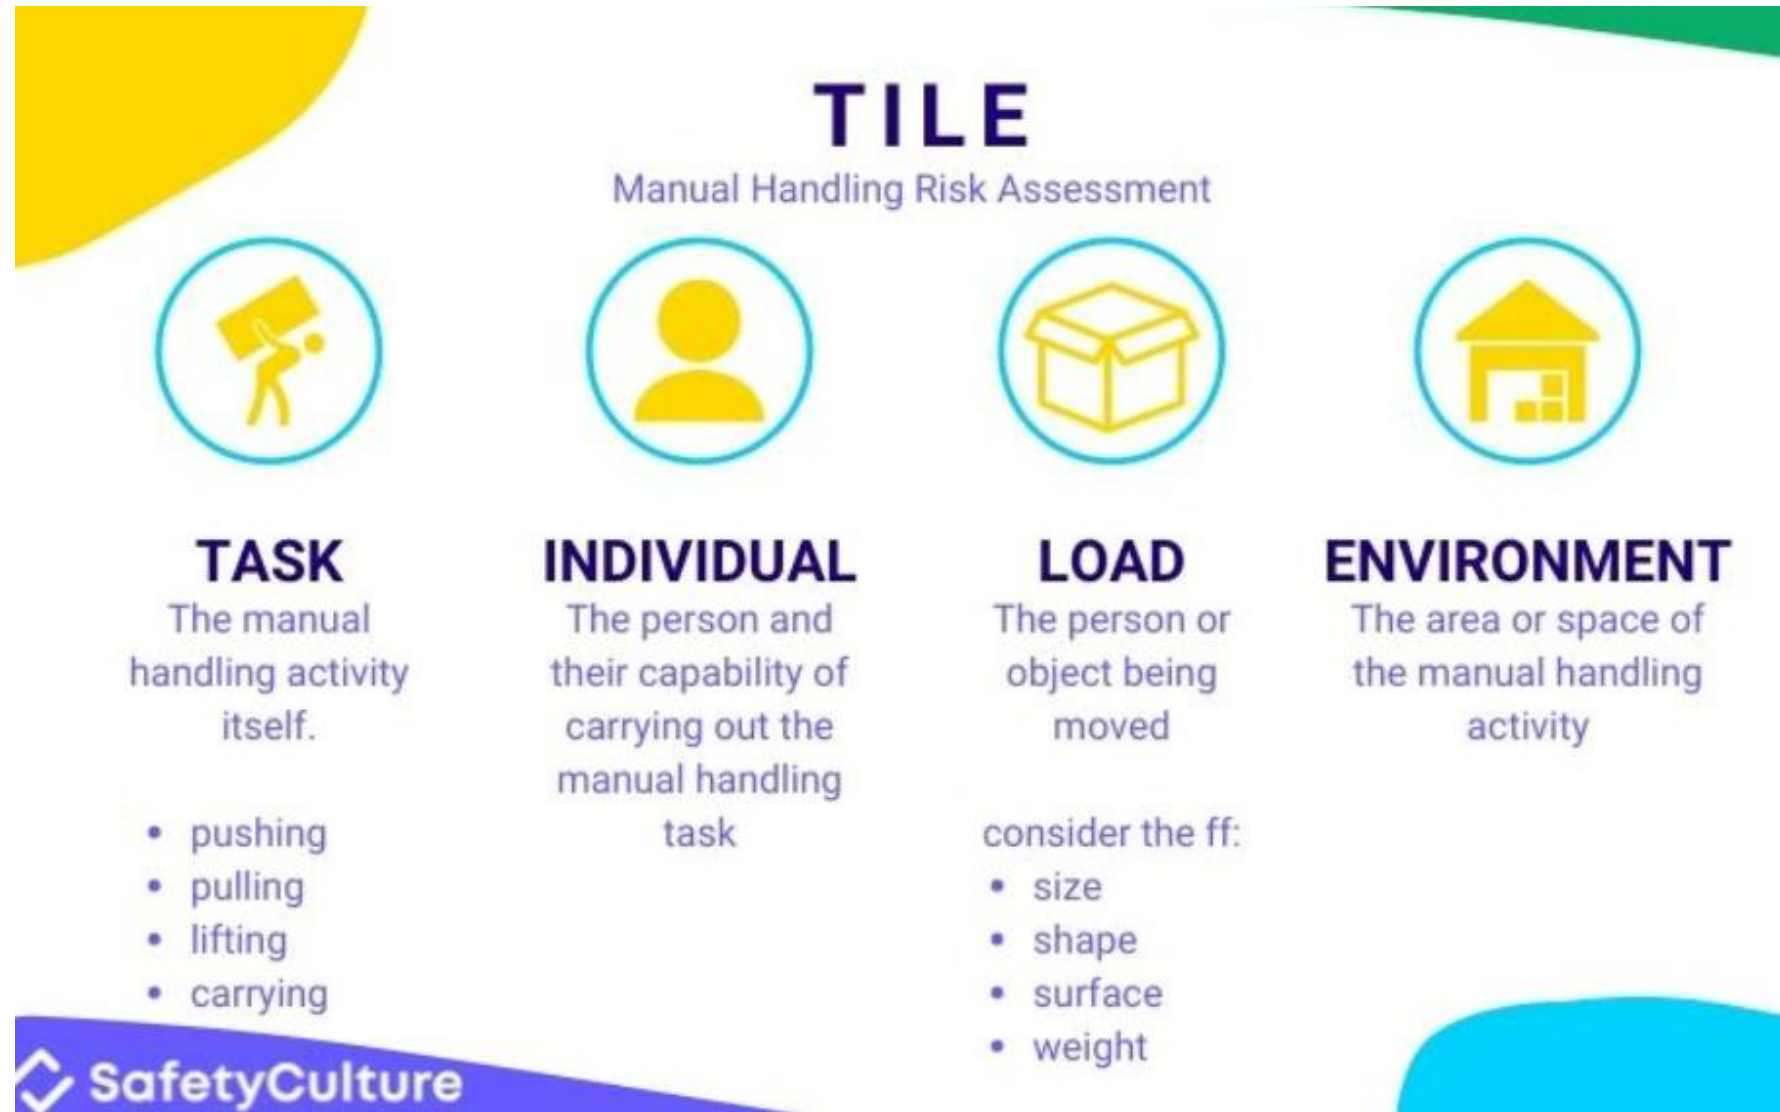 TILE
Manual Handling Risk Assessment
TASK
The manual
handling activity
itself.
• pushing
• pulling
• lifting
• carrying
INDIVIDUAL
The person and
their capability of
carrying out the
manual handling
task
LOAD
The person or
object being
moved
consider the ff:
• size
• shape
• surface
• weight
ENVIRONMENT
The area or space of
the manual handling
activity
SafetyCulture